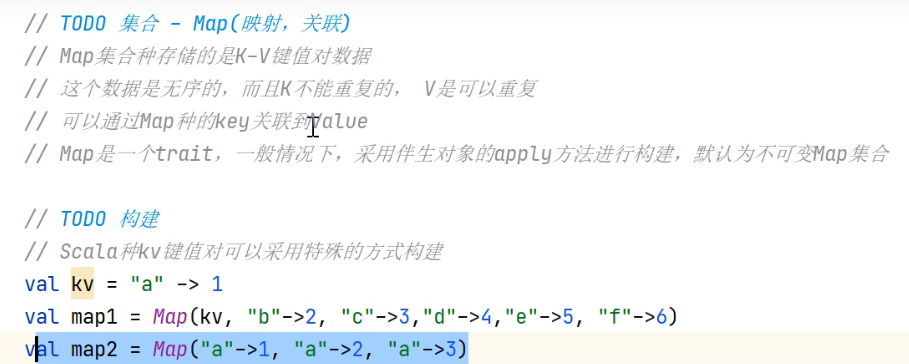 // TODO 集合 - Map(映射，关联)
// Map集合种存储的是K-V键值对数据
// 这个数据是无序的，而且K不能重复的， V是可以重复
// 可以通过Map种的key关联到Value
// Map是一个trait，一般情况下，采用伴生对象的apply方法进行构建，默认为不可变Map集合
// TODO 构建
// Scala种kv键值对可以采用特殊的方式构建
val kv = "a" -> 1
val map1 = Map(kv, "b"->2, "c"->3,"d"->4,"e"->5, "f"->6)
val map2 = Map("a"->1, "a"->2, "a"->3)